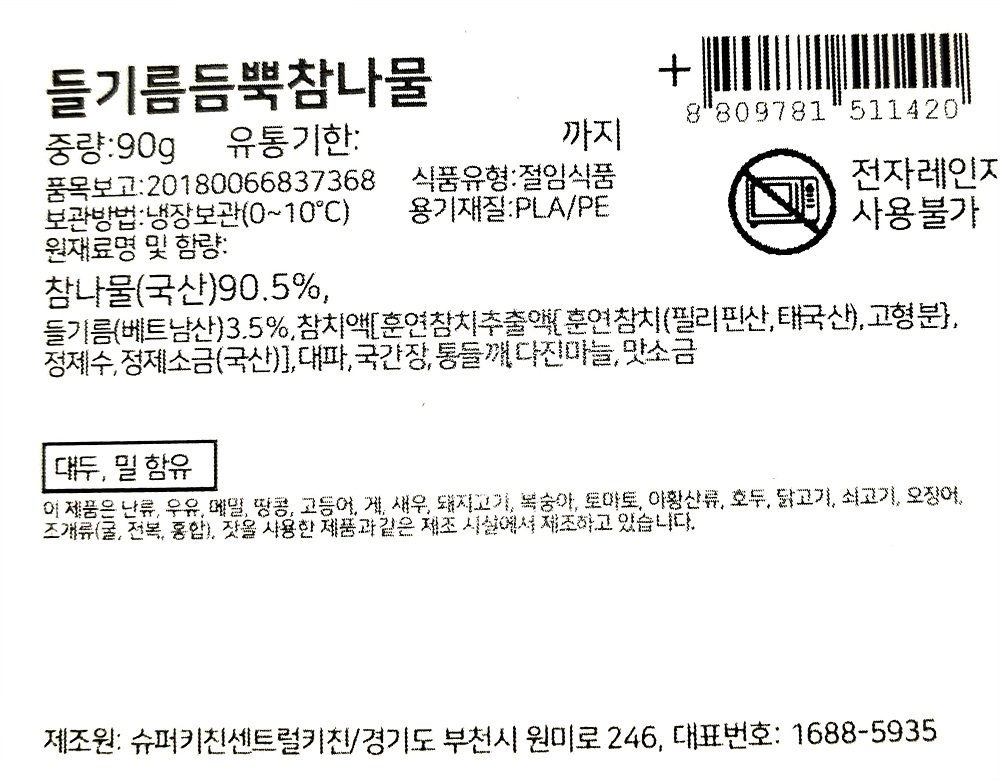 들기름듬뿍참나물
8 809781 511420
중량:90g 유통기한: 까지
품목보고:20180066837368 식품유형:절임식품
보관방법:냉장보관(0~10℃) 용기재질:PLA/PE
전자레인지
사용불가
원재료명 및 함량:
참나물(국산)90.5%,
들기름(베트남산)3.5%,참치액[훈연참치추출액{훈연참치(필리핀산,태국산),고형분},
정제수,정제소금(국산)],대파,국간장,통들깨,다진마늘,맛소금
대두, 밀 함유
이 제품은 난류, 우유, 메밀, 땅콩, 고등어, 게, 새우, 돼지고기, 복숭아, 토마토, 아황산류, 호두, 닭고기, 쇠고기, 오징어,
조개류(굴, 전복, 홍합), 잣을 사용한 제품과 같은 제조 시설에서 제조하고 있습니다.
제조원: 슈퍼키친센트럴키친/경기도 부천시 원미로 246, 대표번호: 1688-5935